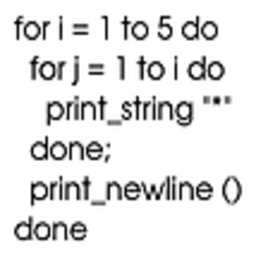 for i = 1 to 5 do
  for j = 1 to i do
    print_string "*"
  done;
  print_newline ()
done